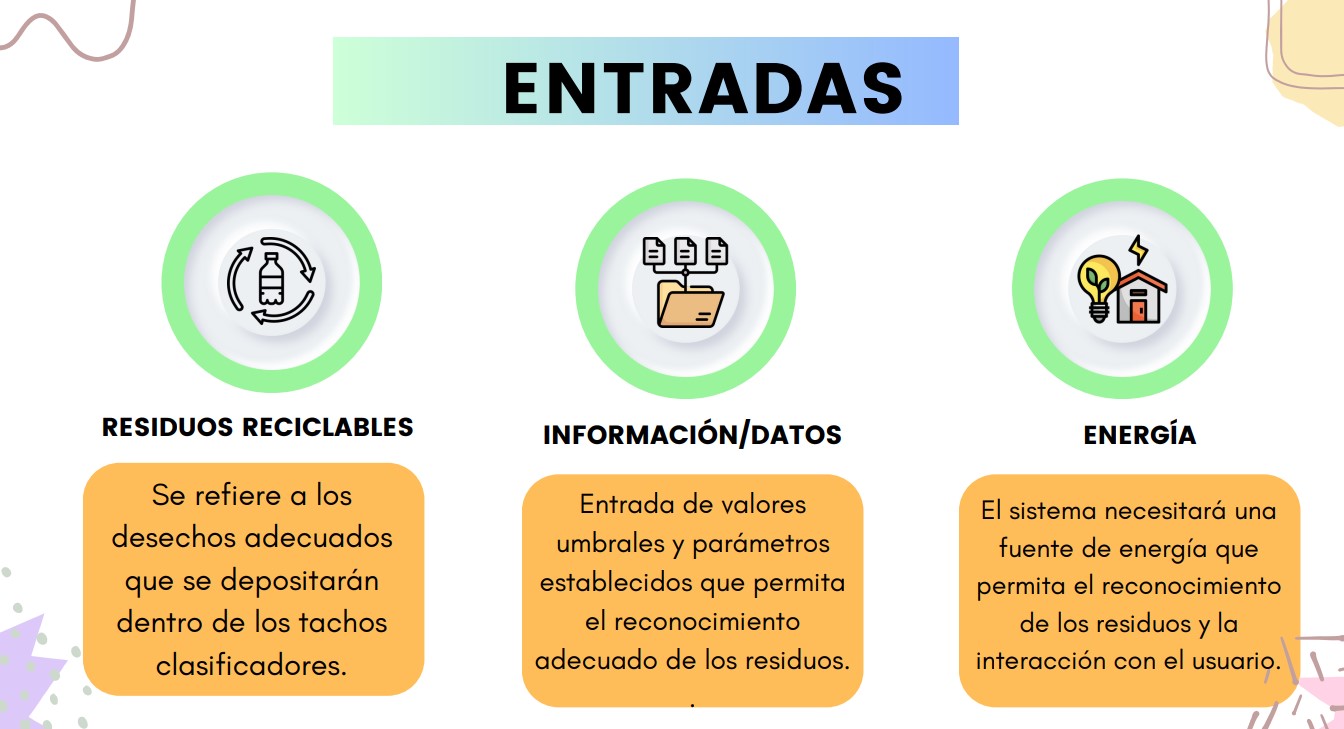 ENTRADAS
RESIDUOS RECICLABLES
Se refiere a los
desechos adecuados
que se depositarán
dentro de los tachos
clasificadores.
INFORMACIÓN/DATOS
Entrada de valores
umbrales y parámetros
establecidos que permita
el reconocimiento
adecuado de los residuos.
.
ENERGÍA
El sistema necesitará una
fuente de energía que
permita el reconocimiento
de los residuos y la
interacción con el usuario.